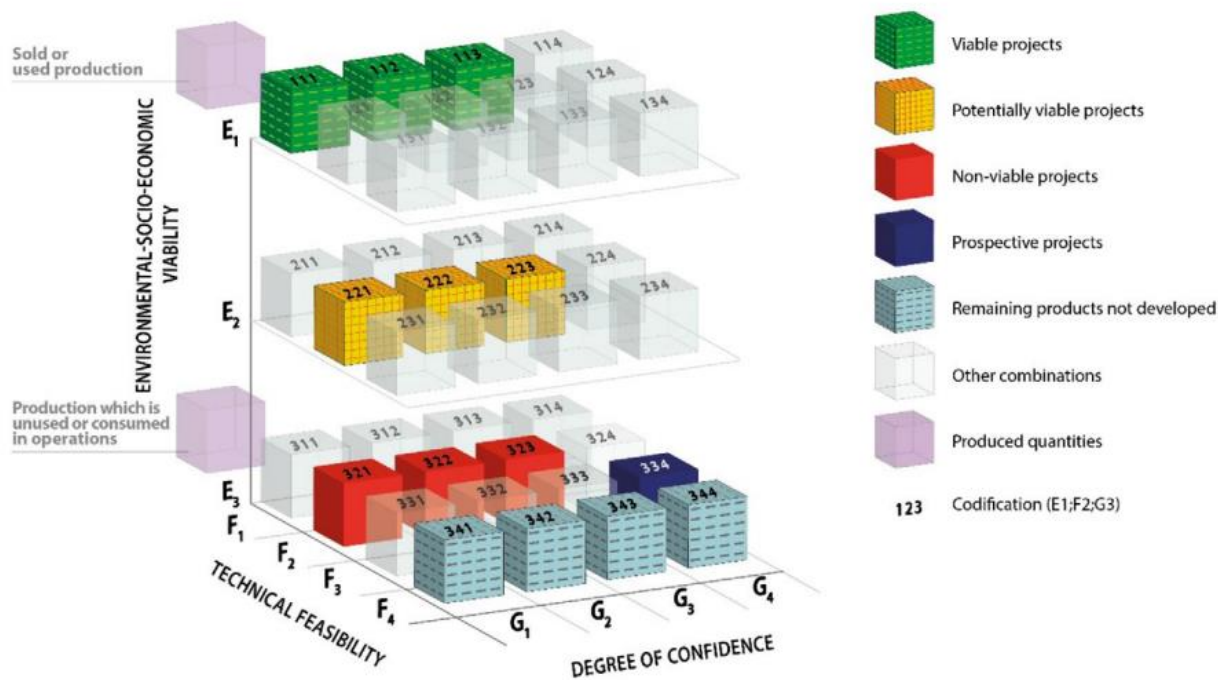 Sold or
used production
ENVIRONMENTAL-SOCIO-ECONOMIC
VIABILITY
Production which is
unused or consumed
in operations
E1
E2
E3
111
112
113
114
123
124
131
132
133
134
211
212
213
214
221
222
223
224
231
232
233
234
311
312
313
314
321
322
323
324
331
332
333
334
341
342
343
344
F1
F2
F3
F4
TECHNICAL FEASIBILITY
G1
G2
G3
G4
DEGREE OF CONFIDENCE
Viable projects
Potentially viable projects
Non-viable projects
Prospective projects
Remaining products not developed
Other combinations
Produced quantities
123 Codification (E1;F2;G3)